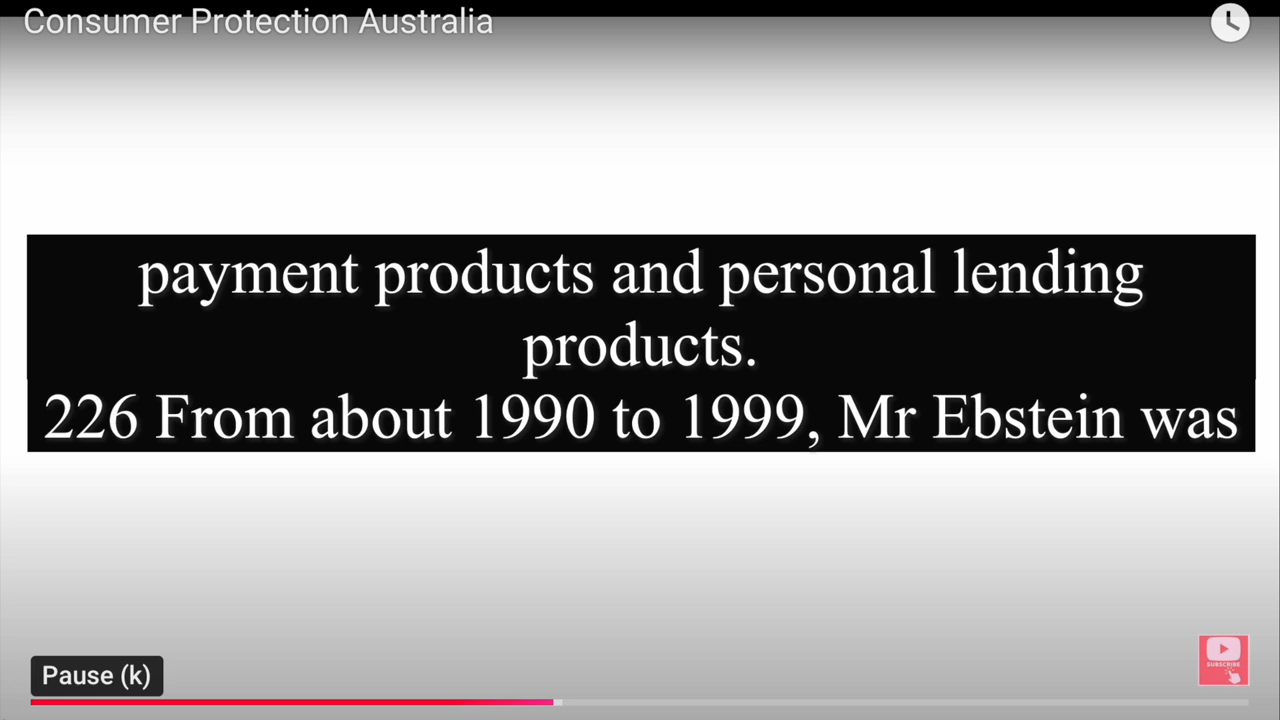 Consumer Protection Australia
payment products and personal lending
products.
226 From about 1990 to 1999, Mr Ebstein was
SUBSCRIBE
Pause (k)